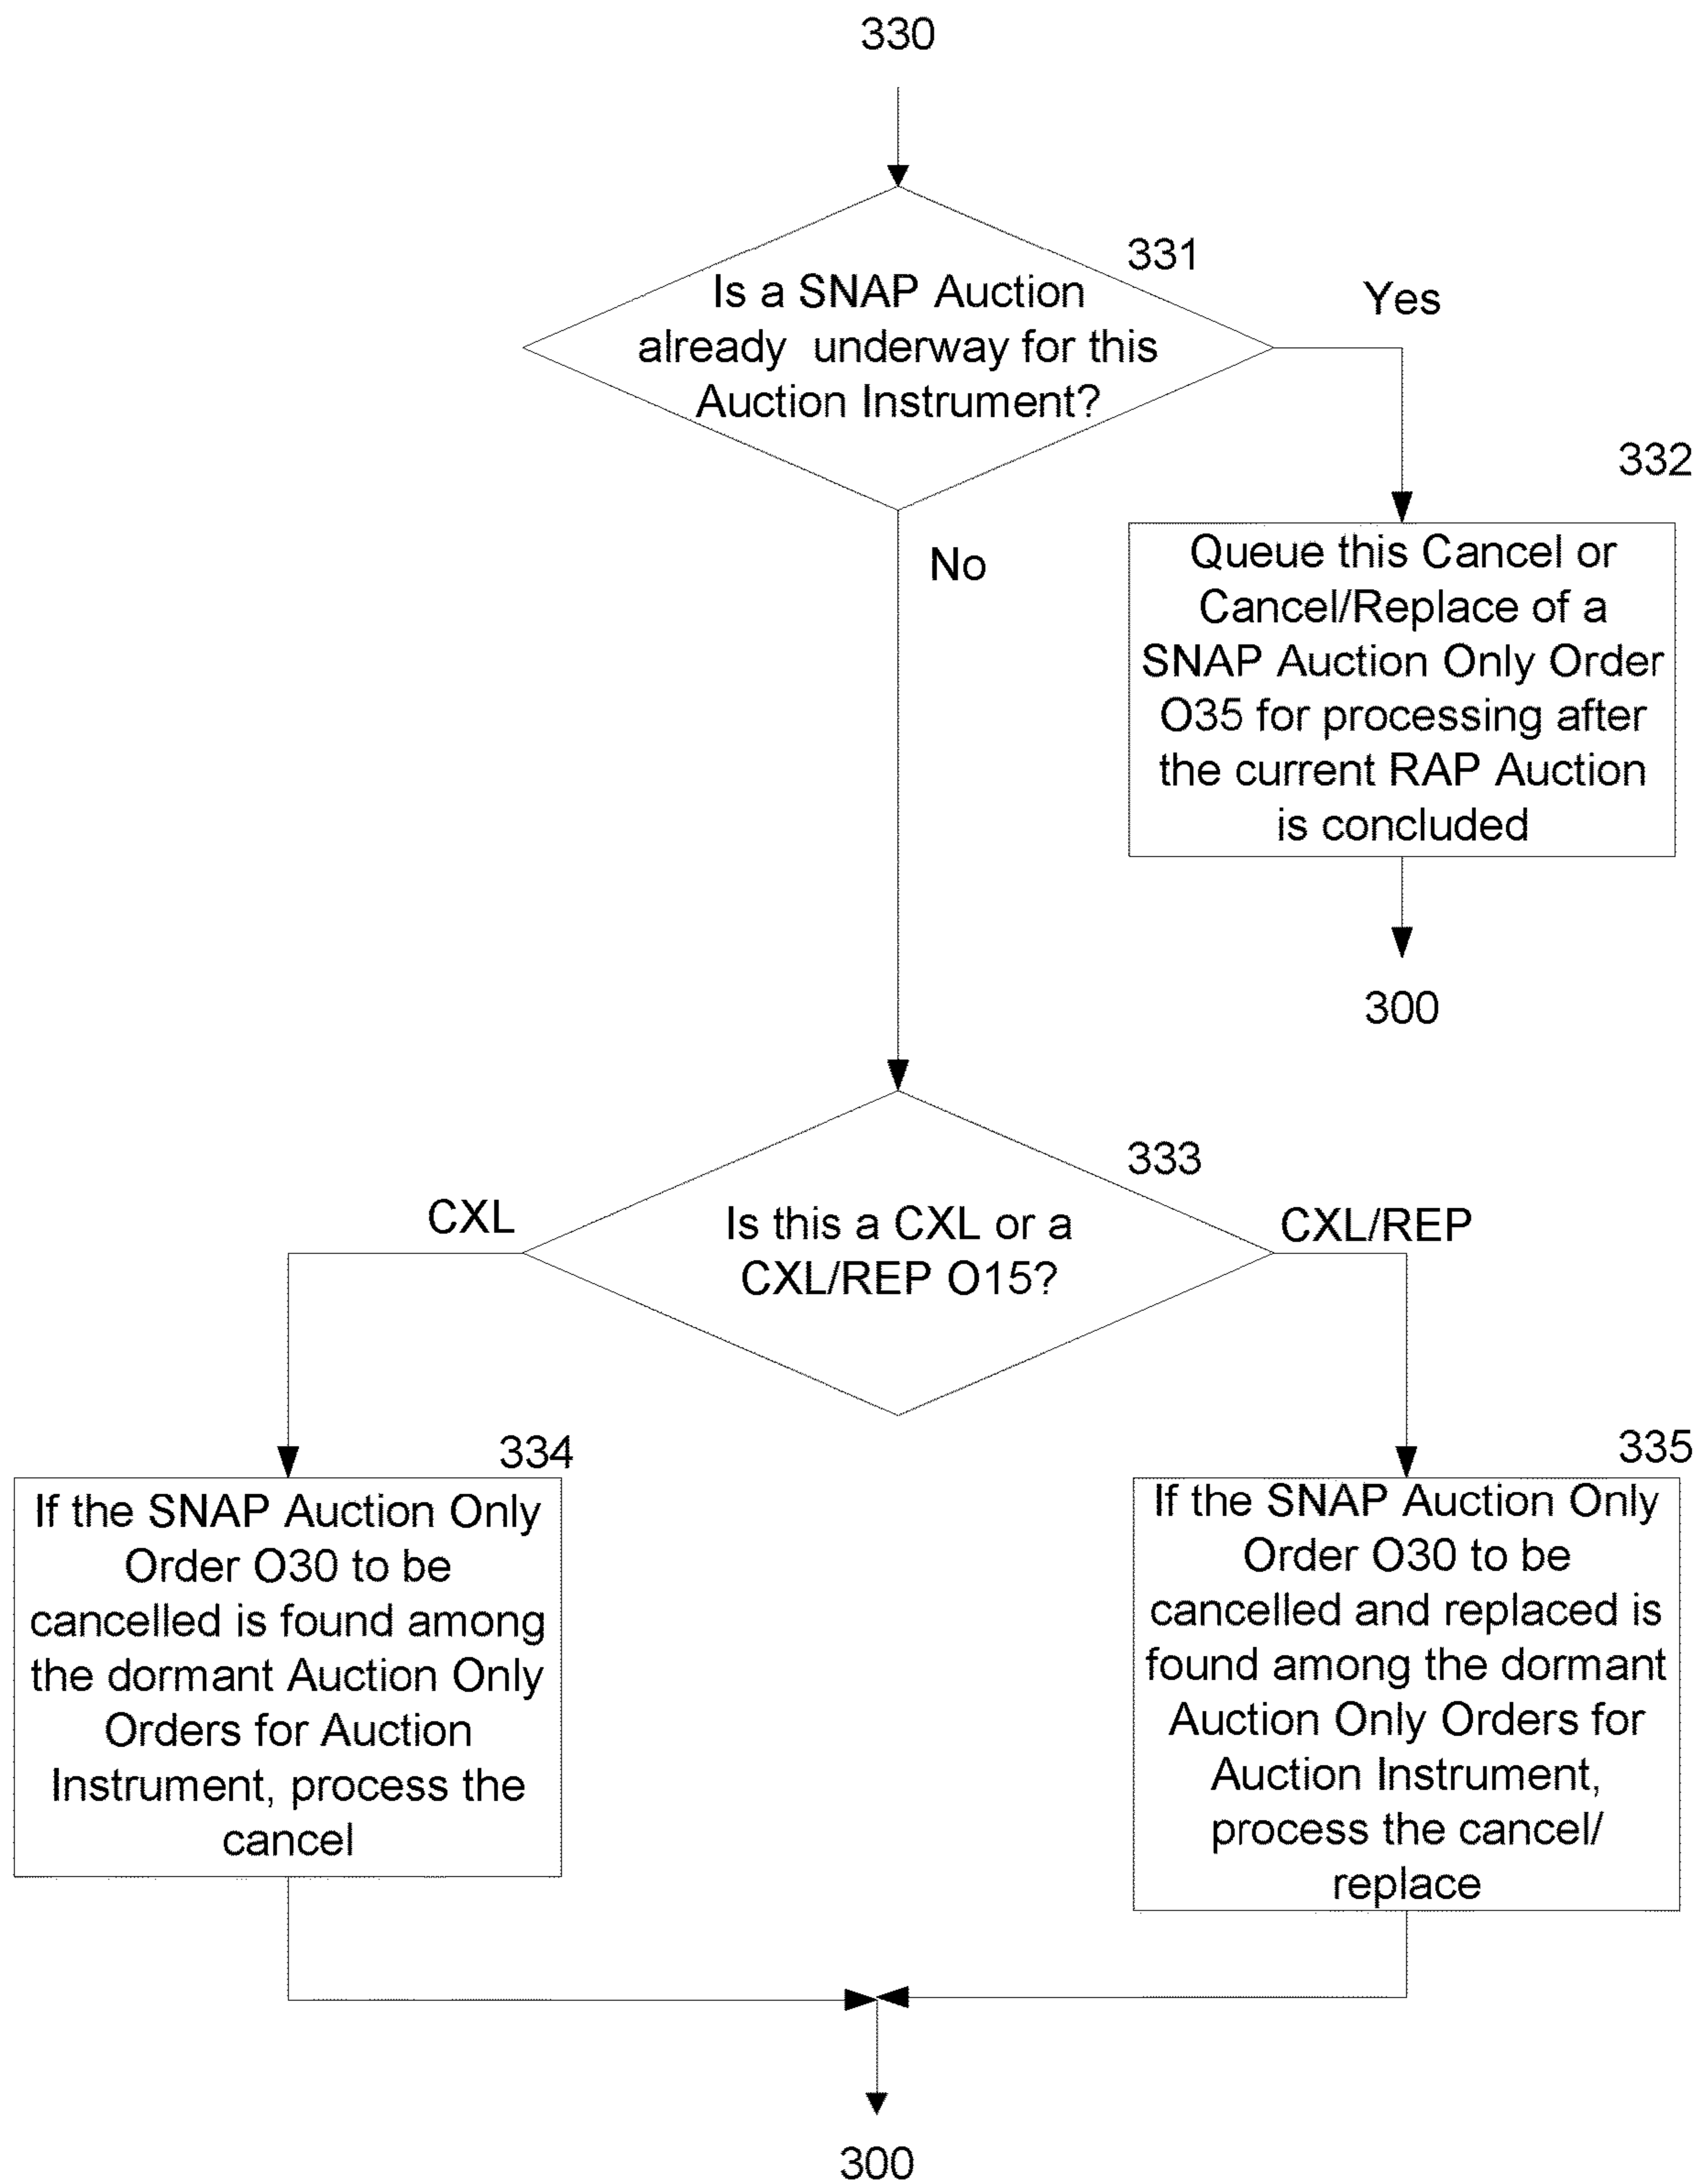 330
331
Is a SNAP Auction
already underway for this
Auction Instrument?
Yes
332
Queue this Cancel or
Cancel/Replace of a
SNAP Auction Only Order
O35 for processing after
the current RAP Auction
is concluded
No
300
333
CXL
Is this a CXL or a
CXL/REP O15?
CXL/REP
334
If the SNAP Auction Only
Order O30 to be
cancelled is found among
the dormant Auction Only
Orders for Auction
Instrument, process the
cancel
335
If the SNAP Auction Only
Order O30 to be
cancelled and replaced is
found among the dormant
Auction Only Orders for
Auction Instrument,
process the cancel/
replace
300